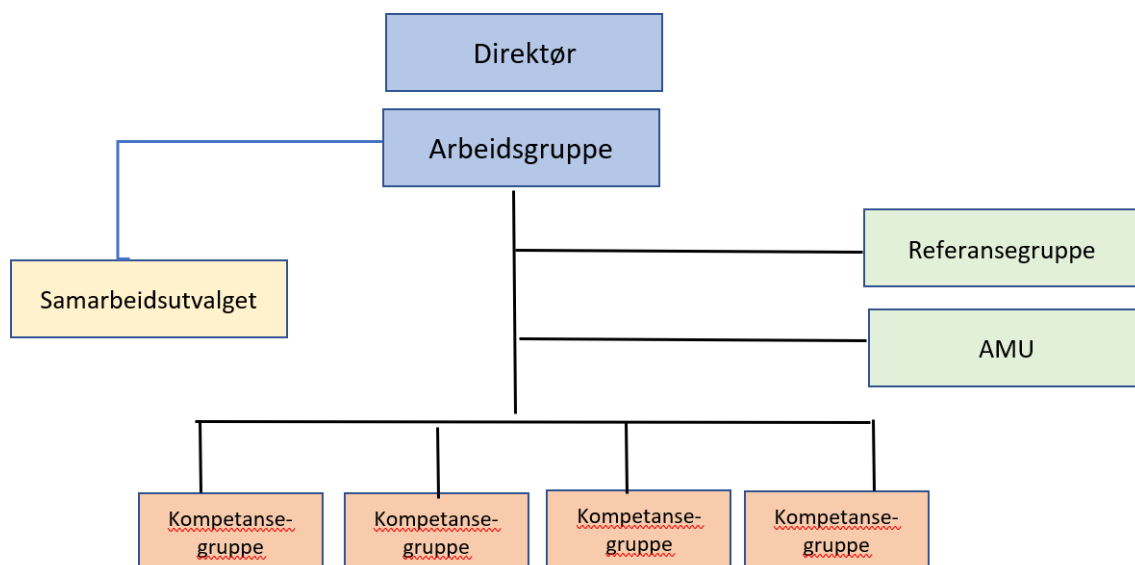 Direktør
Arbeidsgruppe
Referansegruppe
Samarbeidsutvalget
AMU
Kompetanse-
gruppe
Kompetanse-
gruppe
Kompetanse-
gruppe
Kompetanse-
gruppe